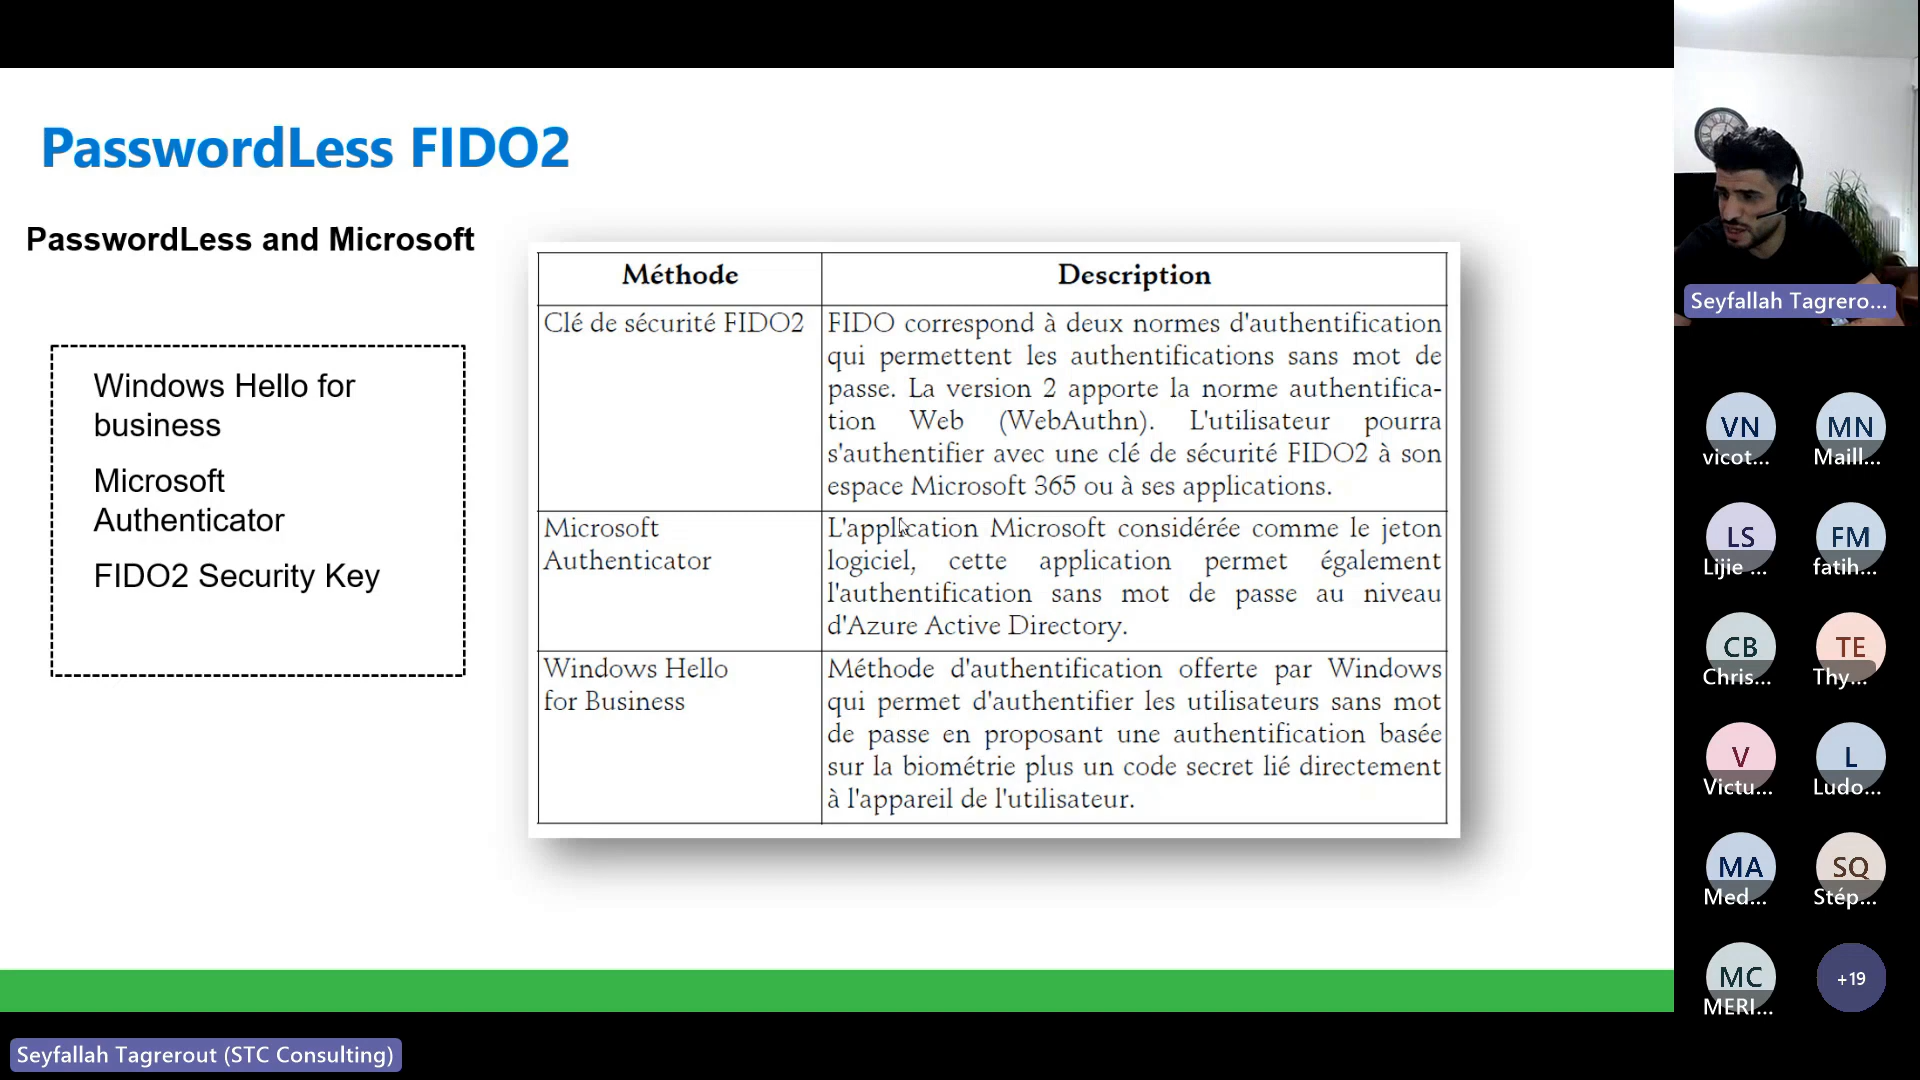 PasswordLess FIDO2
PasswordLess and Microsoft
Windows Hello for
business
Microsoft
Authenticator
FIDO2 Security Key
Méthode
Description
Clé de sécurité FIDO2
FIDO correspond à deux normes d'authentification
qui permettent les authentifications sans mot de
passe. La version 2 apporte la norme authentifica-
tion Web (WebAuthn). L'utilisateur pourra
s'authentifier avec une clé de sécurité FIDO2 à son
espace Microsoft 365 ou à ses applications.
Microsoft
Authenticator
L'application Microsoft considérée comme le jeton
logiciel, cette application permet également
l'authentification sans mot de passe au niveau
d'Azure Active Directory.
Windows Hello
for Business
Méthode d'authentification offerte par Windows
qui permet d'authentifier les utilisateurs sans mot
de passe en proposant une authentification basée
sur la biométrie plus un code secret lié directement
à l'appareil de l'utilisateur.
Seyfallah Tagrerout (STC Consulting)
Seyfallah Tagrero...
VN
vicot...
MN
Maill...
LS
Lijie ...
FM
fatih...
CB
Chris...
TE
Thy...
V
Victu...
L
Ludo...
MA
Med...
SQ
Stép...
MC
MERI...
+19